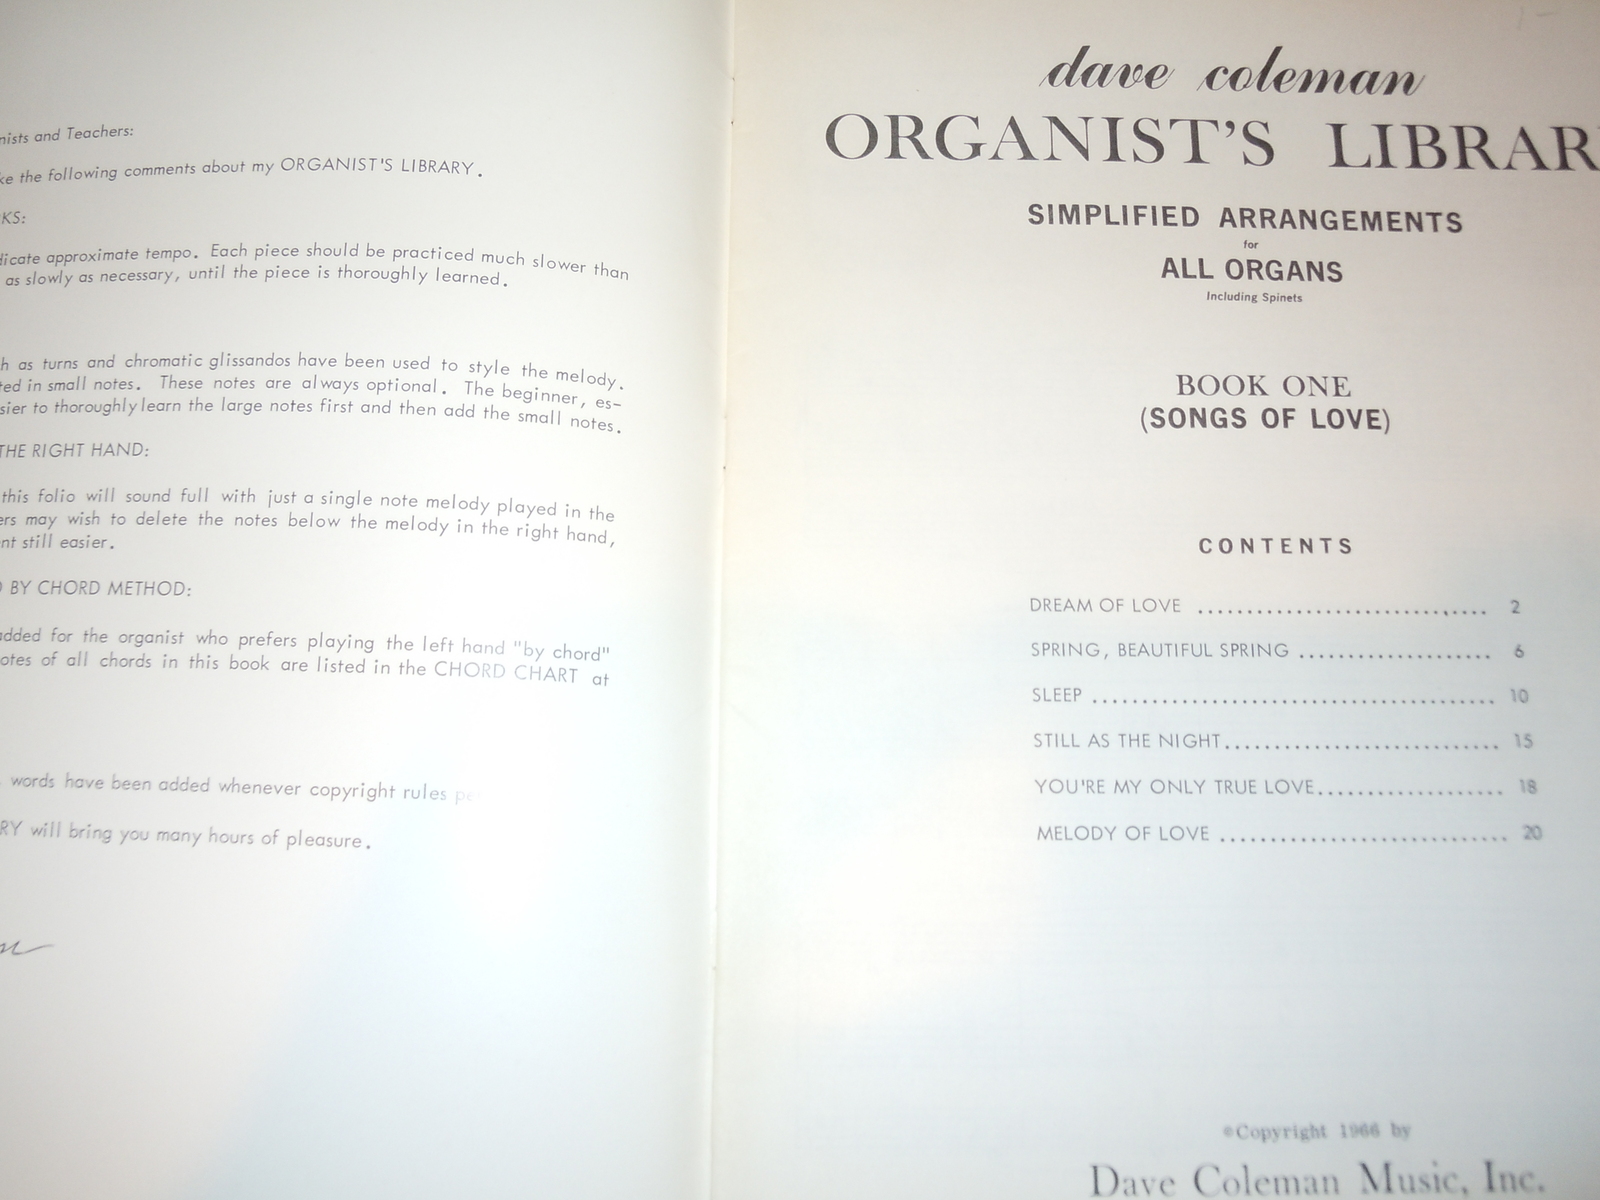 nists and Teachers:
ke the following comments about my ORGANIST'S LIBRARY.
KS:
dicate approximate tempo. Each piece should be practiced much slower than
as slowly as necessary, until the piece is thoroughly learned.
h as turns and chromatic glissandos have been used to style the melody.
ted in small notes. These notes are always optional. The beginner, es-
sier to thoroughly learn the large notes first and then add the small notes.
THE RIGHT HAND:
this folio will sound full with just a single note melody played in the
ers may wish to delete the notes below the melody in the right hand,
nt still easier.
BY CHORD METHOD:
added for the organist who prefers playing the left hand "by chord"
otes of all chords in this book are listed in the CHORD CHART at
words have been added whenever copyright rules pe
RY will bring you many hours of pleasure.
dave coleman
ORGANIST'S LIBRAR
SIMPLIFIED ARRANGEMENTS
for
ALL ORGANS
Including Spinets
BOOK ONE
(SONGS OF LOVE)
CONTENTS
DREAM OF LOVE .............................. 2
SPRING, BEAUTIFUL SPRING .................... 6
SLEEP ......................................... 10
STILL AS THE NIGHT............................ 15
YOU'RE MY ONLY TRUE LOVE................... 18
MELODY OF LOVE ............................. 20
©Copyright 1966 by
Dave Coleman Music, Inc.